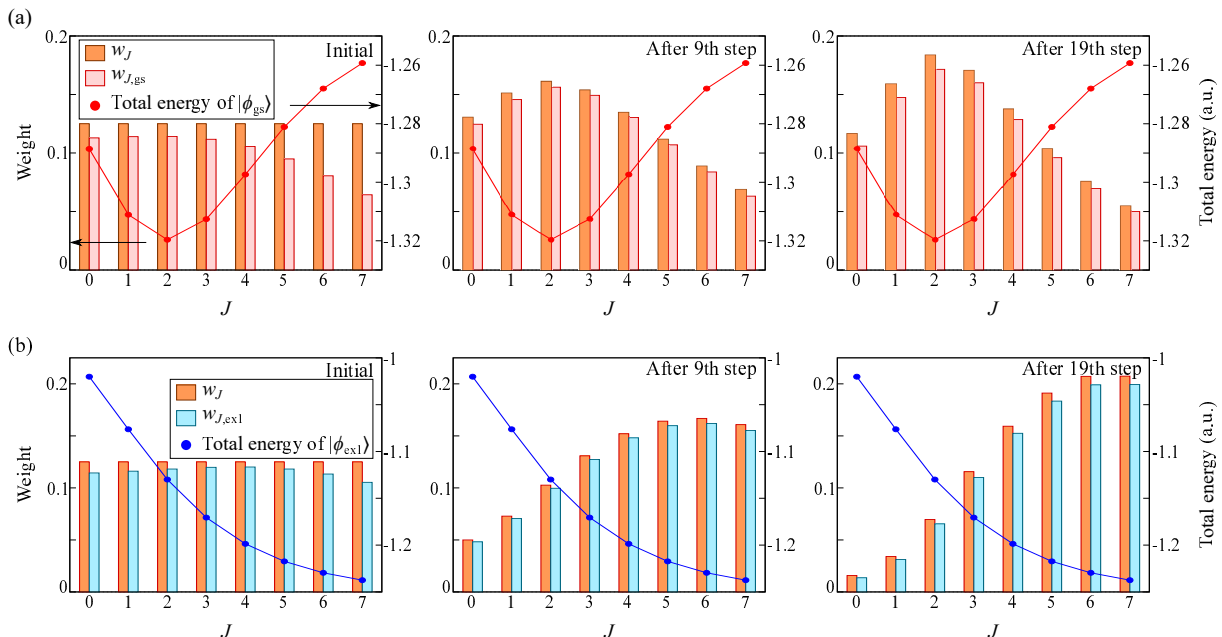 (a)
0.2
0.1
0
Weight
w_J
w_J,gs
Total energy of |ϕ_gs⟩
Initial
0 1 2 3 4 5 6 7
J
-1.26
-1.28
-1.3
-1.32
After 9th step
0.2
0.1
0
0 1 2 3 4 5 6 7
J
-1.26
-1.28
-1.3
-1.32
After 19th step
0.2
0.1
0
0 1 2 3 4 5 6 7
J
-1.26
-1.28
-1.3
-1.32
Total energy (a.u.)
(b)
0.2
0.1
0
Weight
w_J
w_J,ex1
Total energy of |ϕ_ex1⟩
Initial
0 1 2 3 4 5 6 7
J
-1
-1.1
-1.2
After 9th step
0.2
0.1
0
0 1 2 3 4 5 6 7
J
-1
-1.1
-1.2
After 19th step
0.2
0.1
0
0 1 2 3 4 5 6 7
J
-1
-1.1
-1.2
Total energy (a.u.)